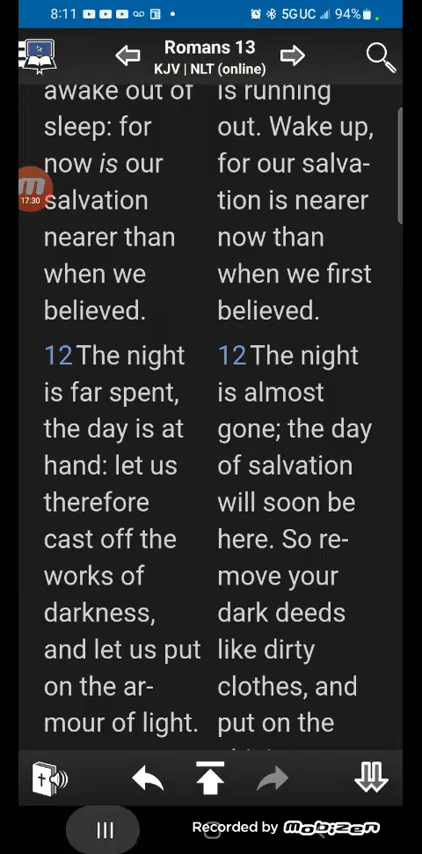 8:11 5G UC 94%
Romans 13
KJV | NLT (online)
awake out of
sleep: for
now is our
salvation
nearer than
when we
believed.
12 The night
is far spent,
the day is at
hand: let us
therefore
cast off the
works of
darkness,
and let us put
on the ar-
mour of light.
is running
out. Wake up,
for our salva-
tion is nearer
now than
when we first
believed.
12 The night
is almost
gone; the day
of salvation
will soon be
here. So re-
move your
dark deeds
like dirty
clothes, and
put on the
17:30
Recorded by mobizen